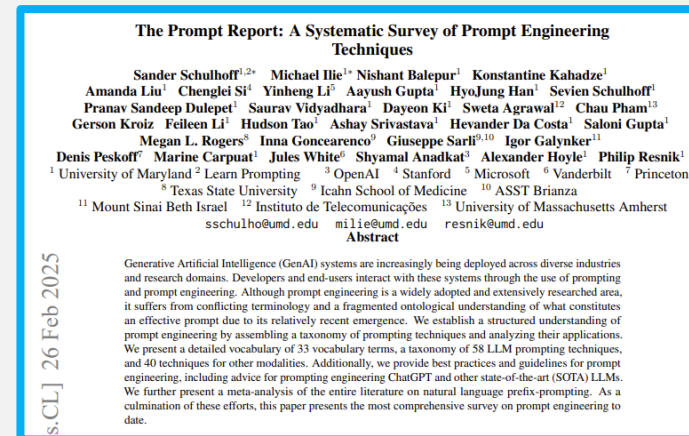 The Prompt Report: A Systematic Survey of Prompt Engineering
Techniques
Sander Schulhoff1,2* Michael Ilie1* Nishant Balepur1 Konstantine Kahadze1
Amanda Liu1 Chenglei Si4 Yinheng Li5 Aayush Gupta1 HyoJung Han1 Sevien Schulhoff1
Pranav Sandeep Dulepet1 Saurav Vidyadhara1 Dayeon Ki1 Sweta Agrawal12 Chau Pham13
Gerson Kroiz Feileen Li1 Hudson Tao1 Ashay Srivastava1 Hevander Da Costa1 Saloni Gupta1
Megan L. Rogers8 Inna Goncearenco9 Giuseppe Sarli9,10 Igor Galynker11
Denis Peskoff7 Marine Carpuat1 Jules White6 Shyamal Anadkat3 Alexander Hoyle1 Philip Resnik1
1 University of Maryland 2 Learn Prompting 3 OpenAI 4 Stanford 5 Microsoft 6 Vanderbilt 7 Princeton
8 Texas State University 9 Icahn School of Medicine 10 ASST Brianza
11 Mount Sinai Beth Israel 12 Instituto de Telecomunicações 13 University of Massachusetts Amherst
sschulho@umd.edu milie@umd.edu resnik@umd.edu
Abstract
Generative Artificial Intelligence (GenAI) systems are increasingly being deployed across diverse industries
and research domains. Developers and end-users interact with these systems through the use of prompting
and prompt engineering. Although prompt engineering is a widely adopted and extensively researched area,
it suffers from conflicting terminology and a fragmented ontological understanding of what constitutes
an effective prompt due to its relatively recent emergence. We establish a structured understanding of
prompt engineering by assembling a taxonomy of prompting techniques and analyzing their applications.
We present a detailed vocabulary of 33 vocabulary terms, a taxonomy of 58 LLM prompting techniques,
and 40 techniques for other modalities. Additionally, we provide best practices and guidelines for prompt
engineering, including advice for prompting engineering ChatGPT and other state-of-the-art (SOTA) LLMs.
We further present a meta-analysis of the entire literature on natural language prefix-prompting. As a
culmination of these efforts, this paper presents the most comprehensive survey on prompt engineering to
date.
s.CL] 26 Feb 2025